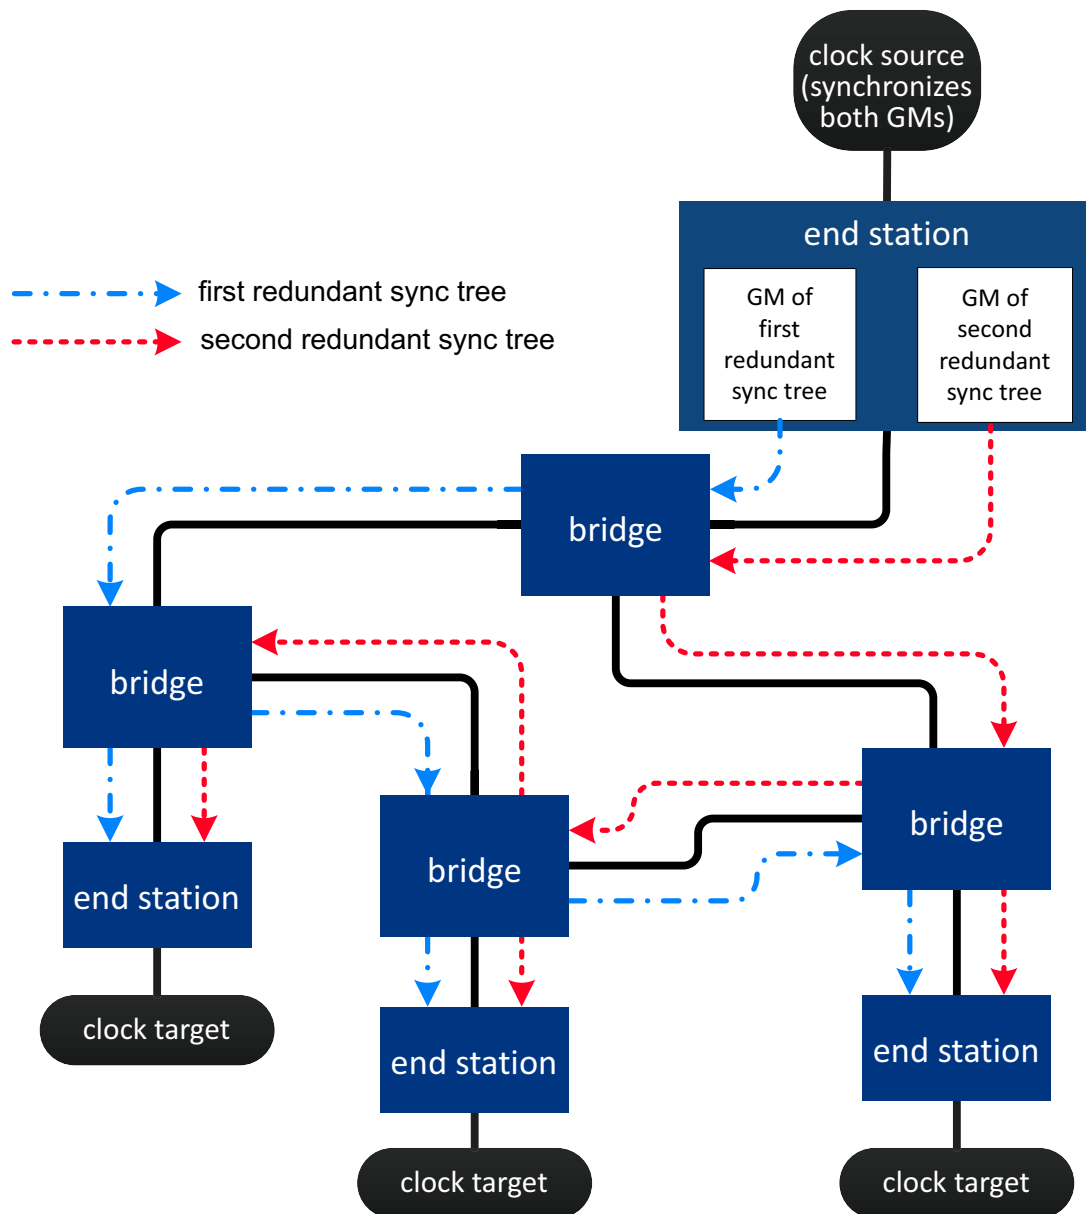 clock source
(synchronizes
both GMs)
end station
GM of
first
redundant
sync tree
GM of
second
redundant
sync tree
first redundant sync tree
second redundant sync tree
bridge
bridge
bridge
bridge
end station
clock target
end station
clock target
end station
clock target